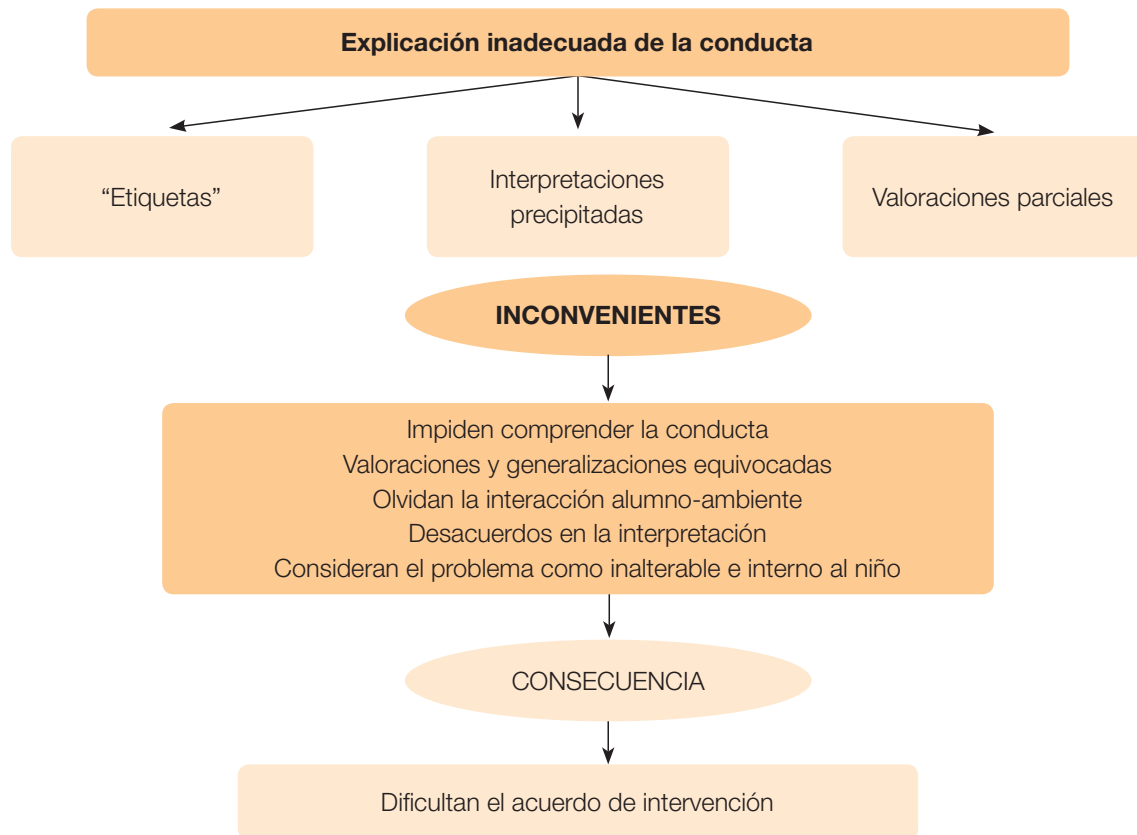 Explicación inadecuada de la conducta
“Etiquetas”
Interpretaciones
precipitadas
Valoraciones parciales
INCONVENIENTES
Impiden comprender la conducta
Valoraciones y generalizaciones equivocadas
Olvidan la interacción alumno-ambiente
Desacuerdos en la interpretación
Consideran el problema como inalterable e interno al niño
CONSECUENCIA
Dificultan el acuerdo de intervención